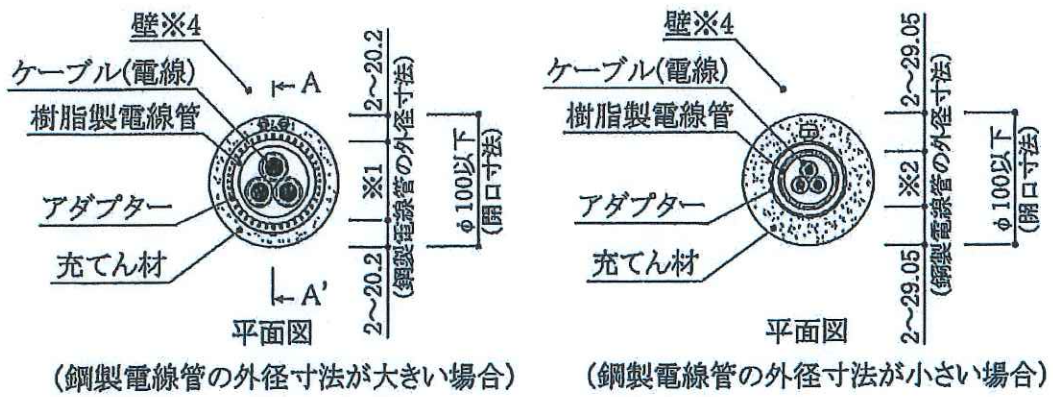 壁※4
ケーブル(電線)
樹脂製電線管
アダプター
充てん材
A
A'
2～20.2
※1
2～20.2
(鋼製電線管の外径寸法)
φ100以下
(開口寸法)
平面図
(鋼製電線管の外径寸法が大きい場合)
壁※4
ケーブル(電線)
樹脂製電線管
アダプター
充てん材
2～29.05
※2
2～29.05
(鋼製電線管の外径寸法)
φ100以下
(開口寸法)
平面図
(鋼製電線管の外径寸法が小さい場合)